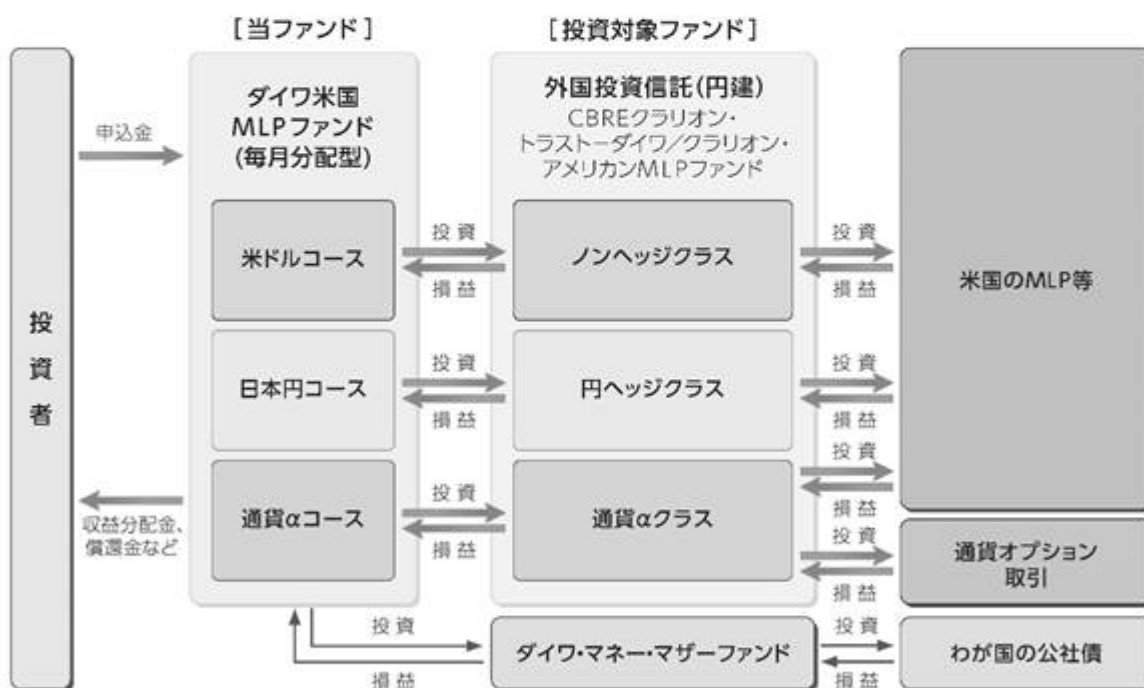 [当ファンド]
[投資対象ファンド]
投資者
申込金
収益分配金、
償還金など
ダイワ米国
MLPファンド
(毎月分配型)
米ドルコース
日本円コース
通貨αコース
投資
損益
投資
損益
投資
損益
外国投資信託(円建)
CBREクラリオン・
トラストーダイワ/クラリオン・
アメリカンMLPファンド
ノンヘッジクラス
円ヘッジクラス
通貨αクラス
投資
損益
投資
損益
投資
損益
投資
損益
米国のMLP等
通貨オプション
取引
投資
損益
ダイワ・マネー・マザーファンド
投資
損益
わが国の公社債